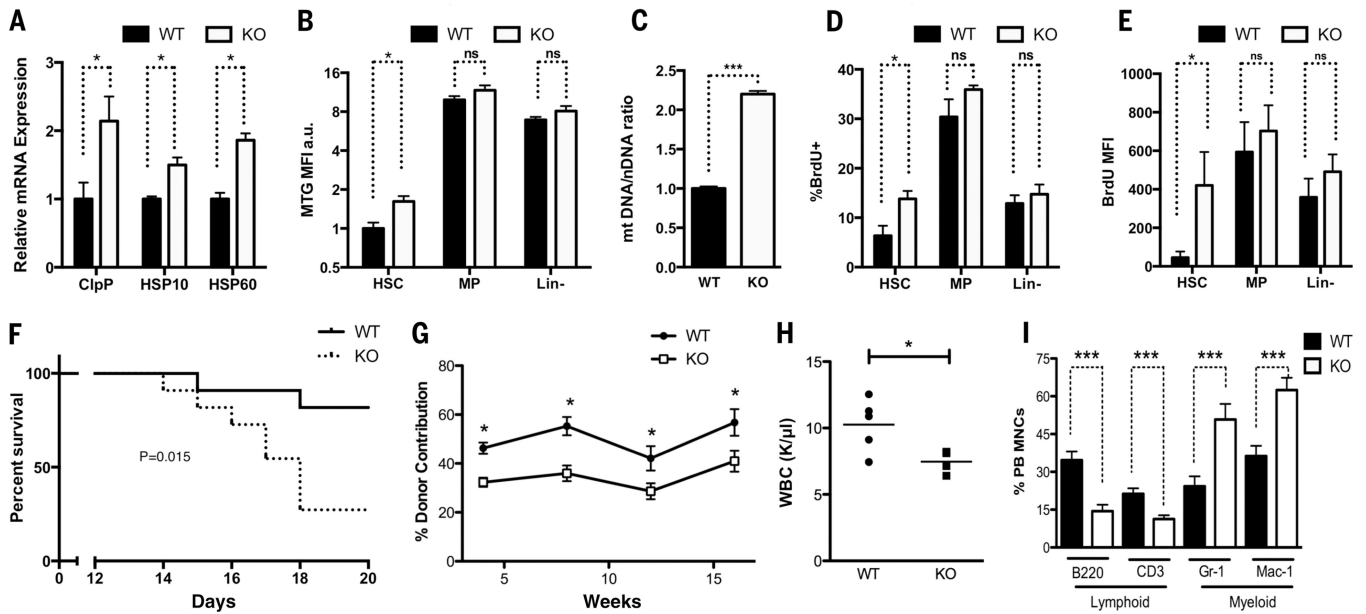 A
WT KO
Relative mRNA Expression
3
2
1
0
* * *
ClpP HSP10 HSP60
B
WT KO
MTG MFI a.u.
16
8
4
2
1
0.5
* ns ns
HSC MP Lin-
C
WT KO
mt DNA/nDNA ratio
2.5
2.0
1.5
1.0
0.5
0.0
***
WT KO
D
WT KO
%BrdU+
40
30
20
10
0
* ns ns
HSC MP Lin-
E
WT KO
BrdU MFI
1000
800
600
400
200
0
* ns ns
HSC MP Lin-
F
WT
KO
Percent survival
100
50
0
P=0.015
0 12 14 16 18 20
Days
G
WT
KO
% Donor Contribution
80
60
40
20
0
* * * *
5 10 15
Weeks
H
WBC (K/µl)
15
10
5
0
*
WT KO
I
WT
KO
% PB MNCs
75
60
45
30
15
0
*** *** *** ***
B220 CD3 Gr-1 Mac-1
Lymphoid Myeloid